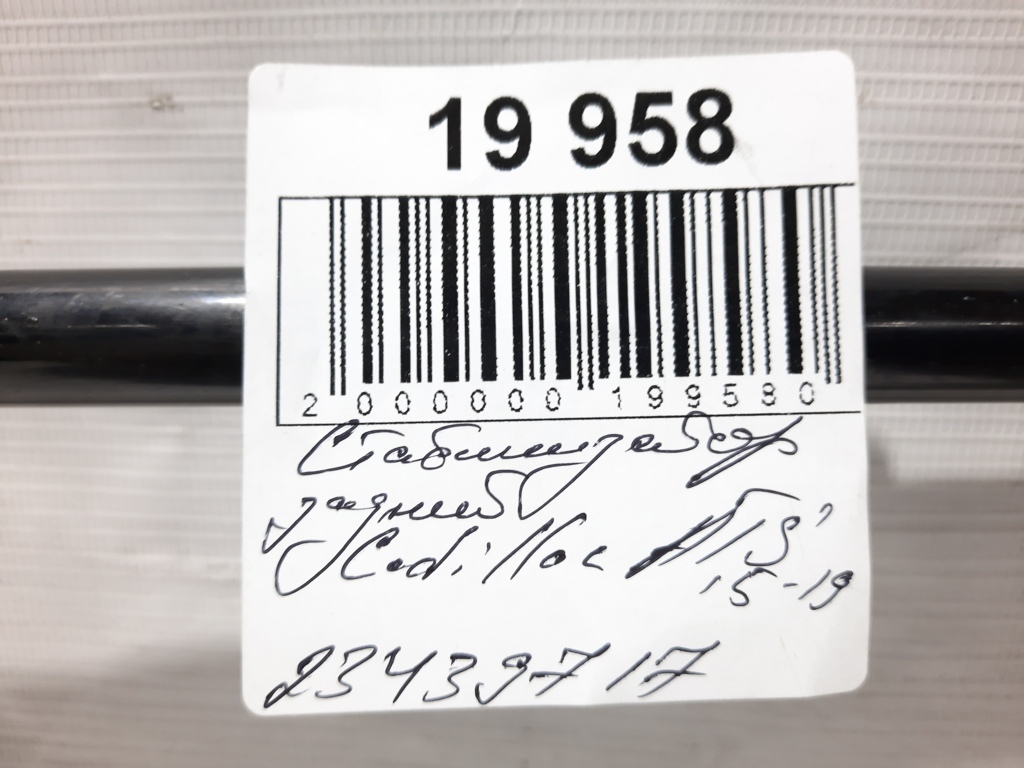 19 958
2 000000 199580
Стабилизатор
задний
Cadillac ATS
15-19
23439717